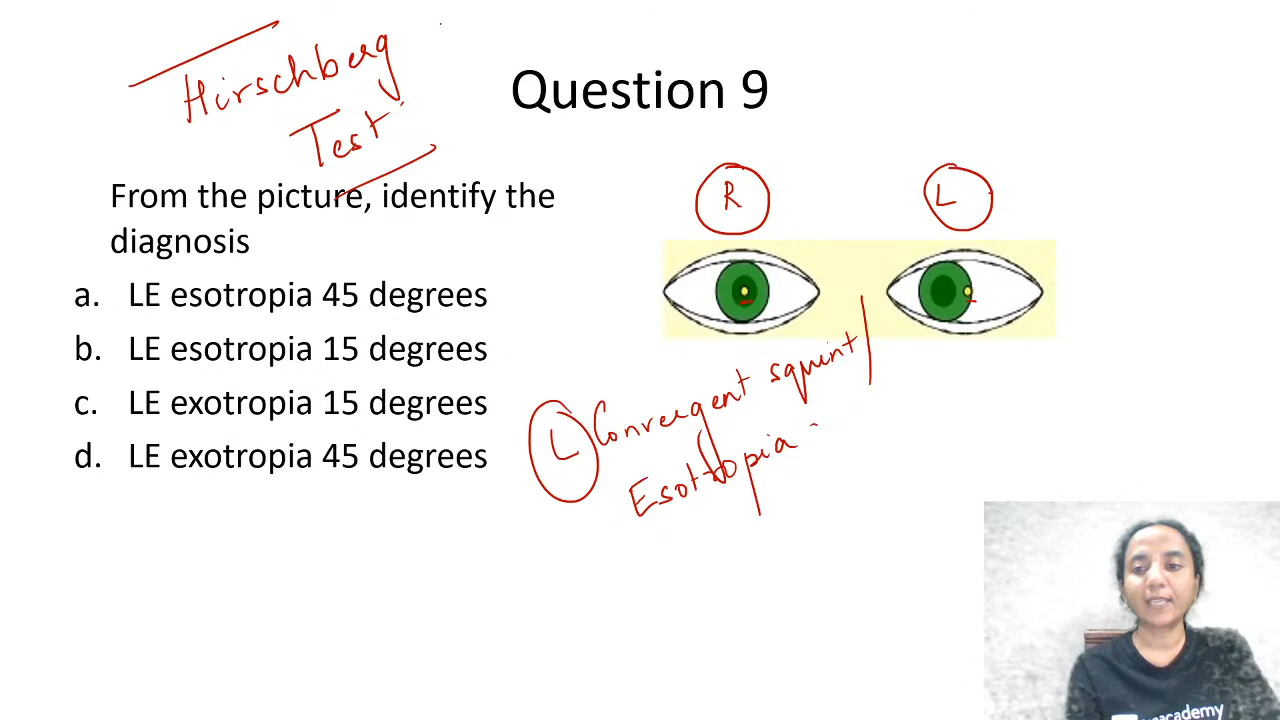 Hirschberg
Test
Question 9
From the picture, identify the
diagnosis
a. LE esotropia 45 degrees
b. LE esotropia 15 degrees
c. LE exotropia 15 degrees
d. LE exotropia 45 degrees
R
L
L Convergent squint/
Esotropia
academy